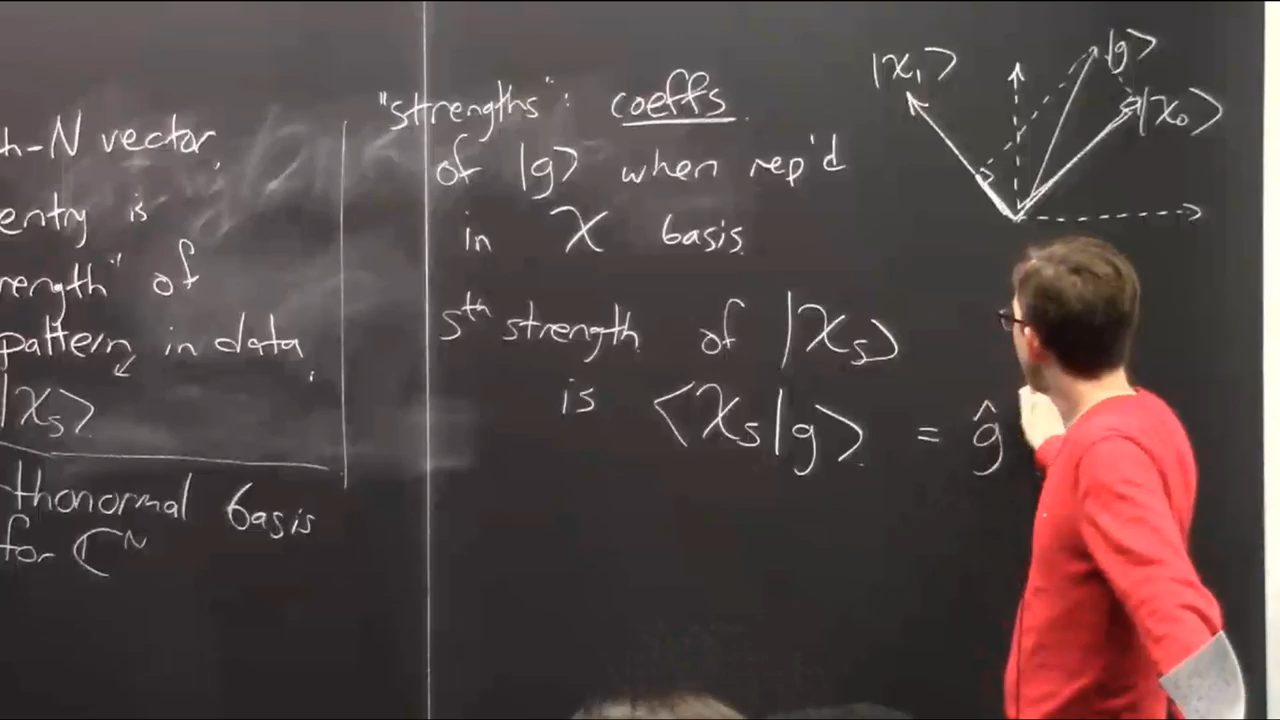 h-N vector,
entry is
rength" of
pattern in data.
|χs⟩
thonormal basis
for ℂᴺ
"strengths": coeffs
of |g⟩ when rep'd
in χ basis.
sᵗʰ strength of |χs⟩
is ⟨χs|g⟩ = ĝ
|χ₁⟩
|g⟩
|χ₀⟩